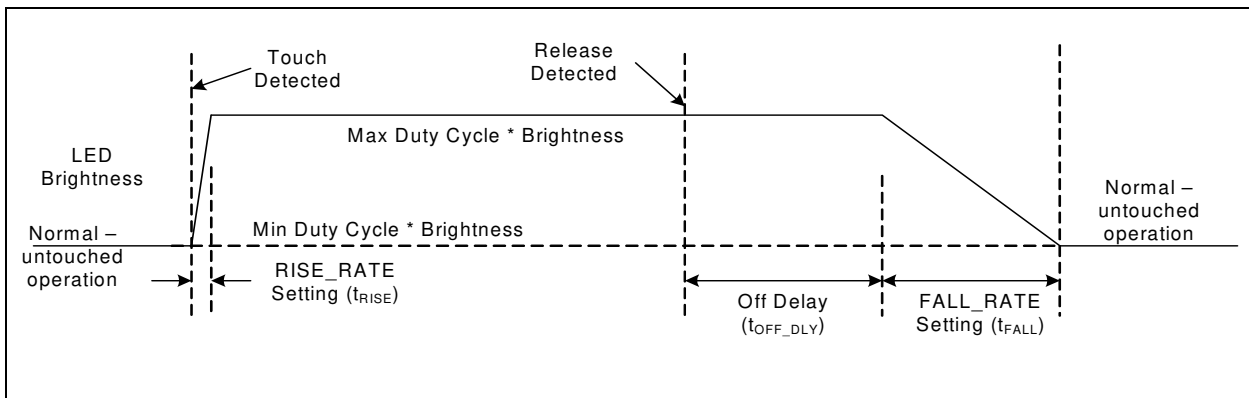 Touch
Detected
Release
Detected
Max Duty Cycle * Brightness
LED
Brightness
Normal –
untouched
operation
Min Duty Cycle * Brightness
Normal –
untouched
operation
RISE_RATE
Setting (tRISE)
Off Delay
(tOFF_DLY)
FALL_RATE
Setting (tFALL)